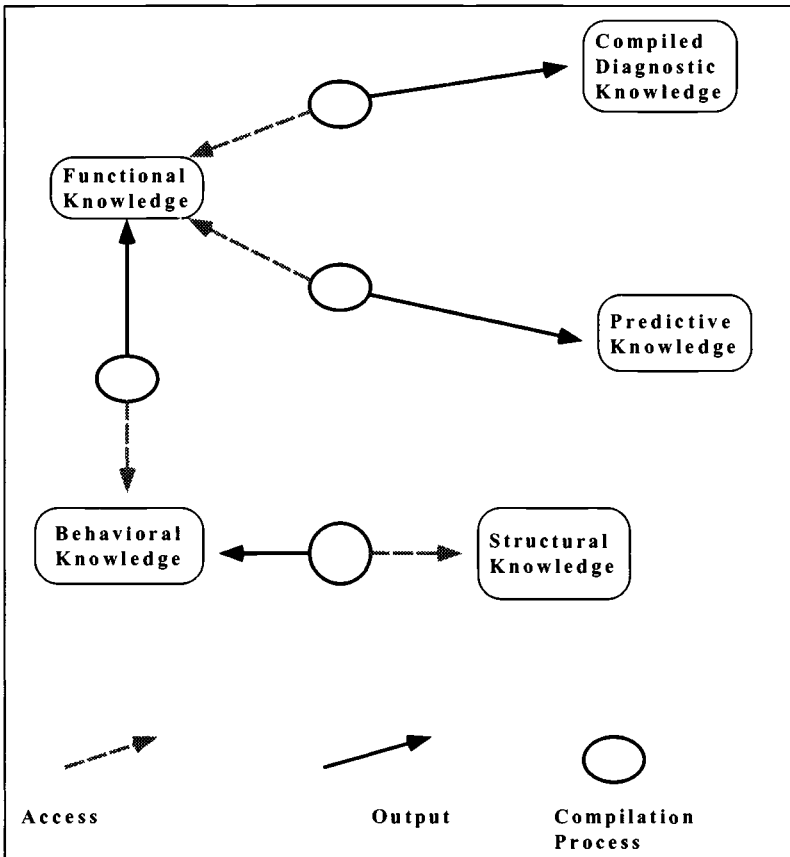 Compiled
Diagnostic
Knowledge
Functional
Knowledge
Predictive
Knowledge
Behavioral
Knowledge
Structural
Knowledge
Access
Output
Compilation
Process